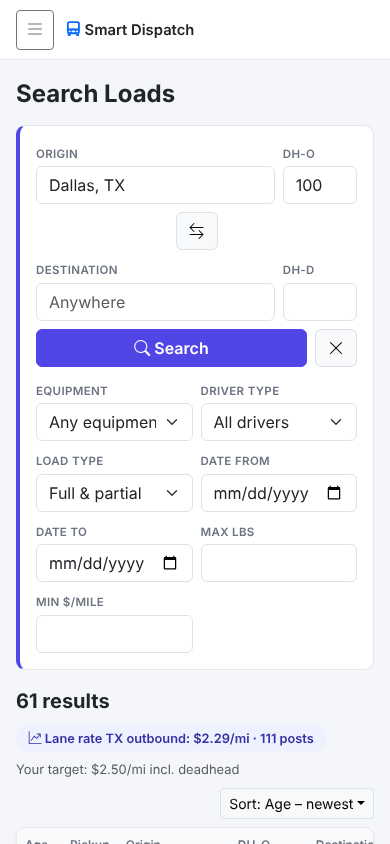 Smart Dispatch
Search Loads
ORIGIN DH-O
Dallas, TX 100
DESTINATION DH-D
Anywhere
Search
EQUIPMENT DRIVER TYPE
Any equipmen All drivers
LOAD TYPE DATE FROM
Full & partial mm/dd/yyyy
DATE TO MAX LBS
mm/dd/yyyy
MIN $/MILE
61 results
Lane rate TX outbound: $2.29/mi · 111 posts
Your target: $2.50/mi incl. deadhead
Sort: Age – newest
Age Pickup Origin DH-O Destinatio